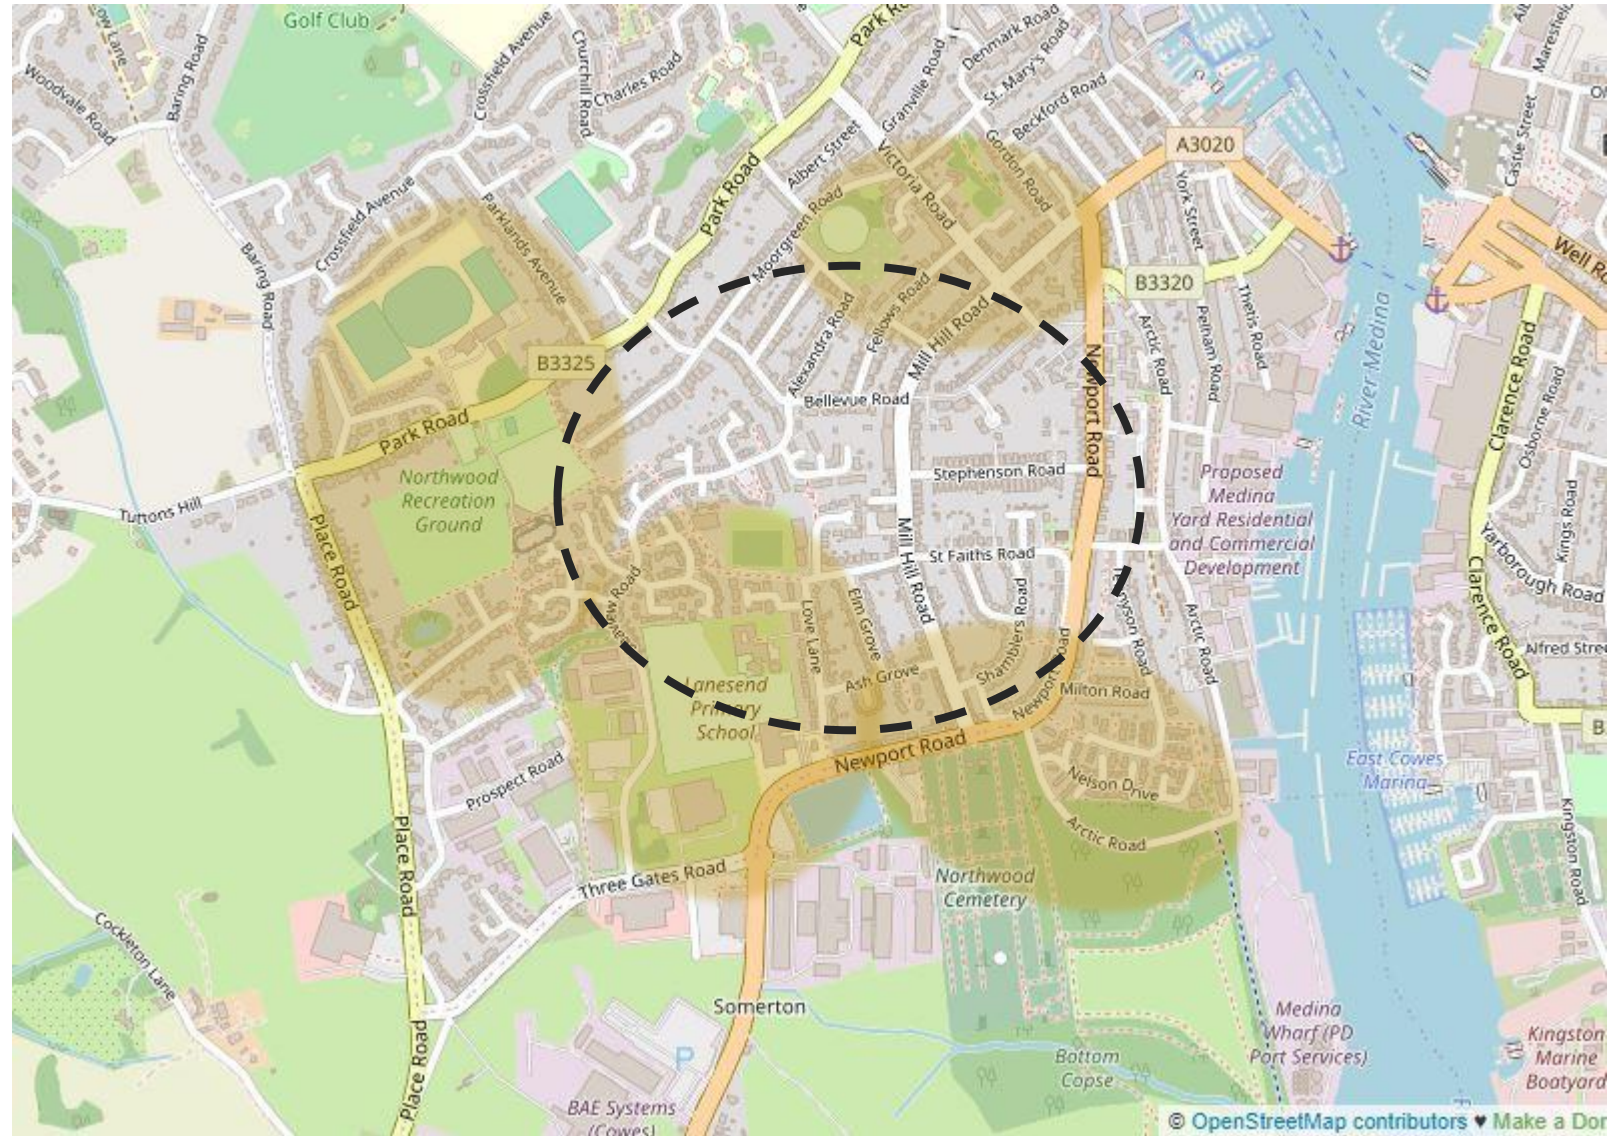 Golf Club
Park
Denmark Road
St. Mary's Road
Beckford Road
Granville Road
Crossfield Avenue
Churchill Road
Charles Road
Baring Road
Woodvale Road
Maresfield
Castle Street
A3020
Albert Street
Victoria Road
Gordon Road
York Street
Park Road
Moorgreen Road
Crossfield Avenue
Parklands Avenue
Baring Road
B3320
Thetis Road
Pelham Road
Arctic Road
River Medina
Well
Clarence Road
Osborne Road
Alexandra Road
Fellows Road
Mill Hill Road
Newport Road
B3325
Bellevue Road
Park Road
Northwood
Recreation
Ground
Stephenson Road
Proposed
Medina
Yard Residential
and Commercial
Development
Kings Road
Tuttons Hill
Place Road
Mill Hill Road
St Faiths Road
Yarborough Road
Clarence Road
Love Lane
Elm Grove
Shamblers Road
Arctic Road
Ash Grove
Newport Road
Milton Road
Lanesend
Primary
School
Newport Road
East Cowes
Marina
Prospect Road
Nelson Drive
Arctic Road
Place Road
Three Gates Road
Northwood
Cemetery
Kingston Road
Cockleton Lane
Somerton
Medina
Wharf (PD
Port Services)
Bottom
Copse
Kingston
Marine
Boatyard
P
Place Road
BAE Systems
(Cowes)
© OpenStreetMap contributors ♥ Make a Don